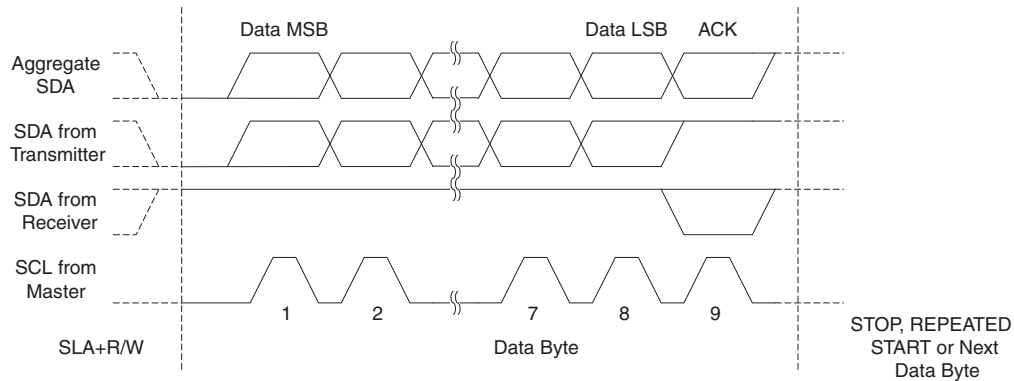 Data MSB
Data LSB
ACK
Aggregate
SDA
SDA from
Transmitter
SDA from
Receiver
SCL from
Master
1
2
7
8
9
SLA+R/W
Data Byte
STOP, REPEATED
START or Next
Data Byte